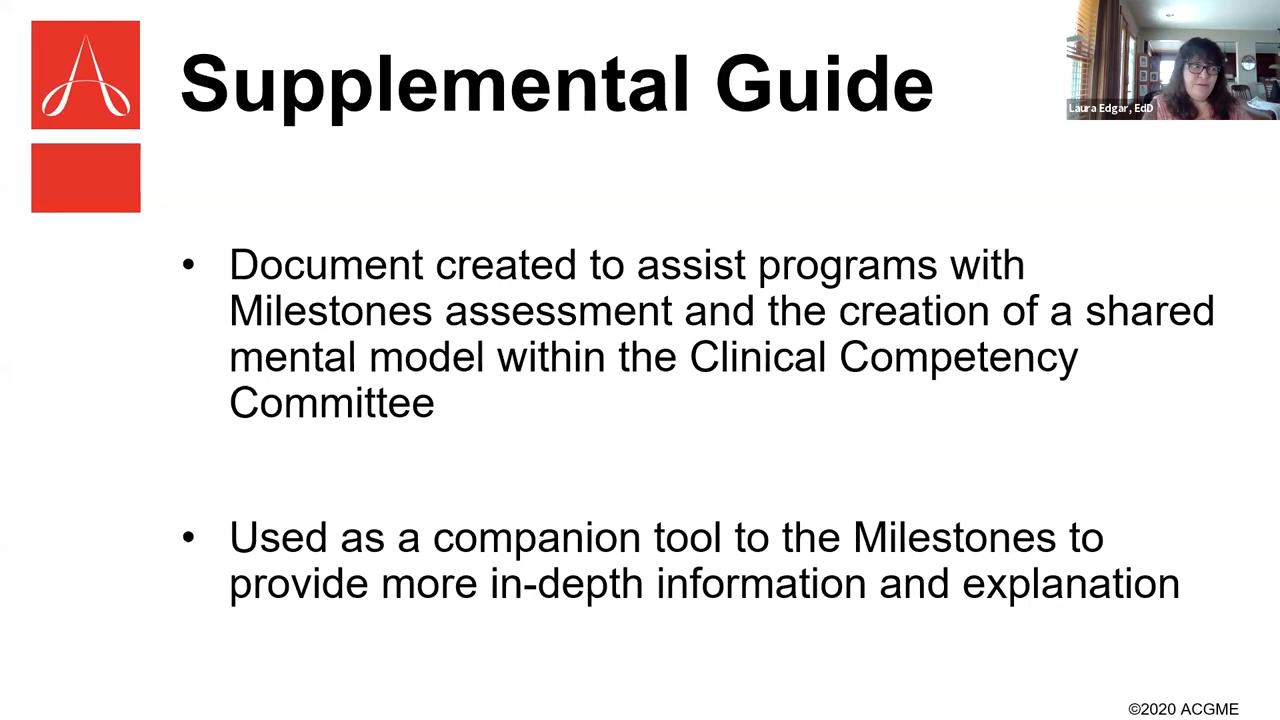 Supplemental Guide
Laura Edgar, EdD
• Document created to assist programs with
Milestones assessment and the creation of a shared
mental model within the Clinical Competency
Committee
• Used as a companion tool to the Milestones to
provide more in-depth information and explanation
©2020 ACGME